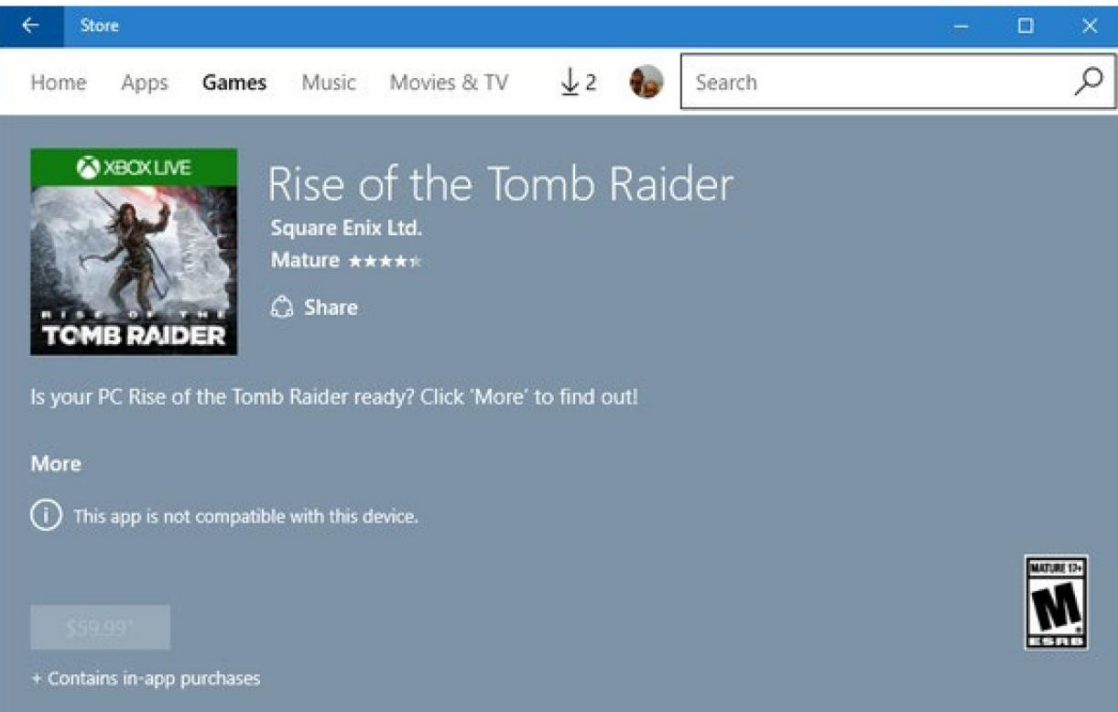 Store
Home Apps Games Music Movies & TV 2 Search
XBOX LIVE
RISE OF THE
TOMB RAIDER
Rise of the Tomb Raider
Square Enix Ltd.
Mature
Share
Is your PC Rise of the Tomb Raider ready? Click 'More' to find out!
More
This app is not compatible with this device.
MATURE 17+
M
ESRB
$59.99+
+ Contains in-app purchases